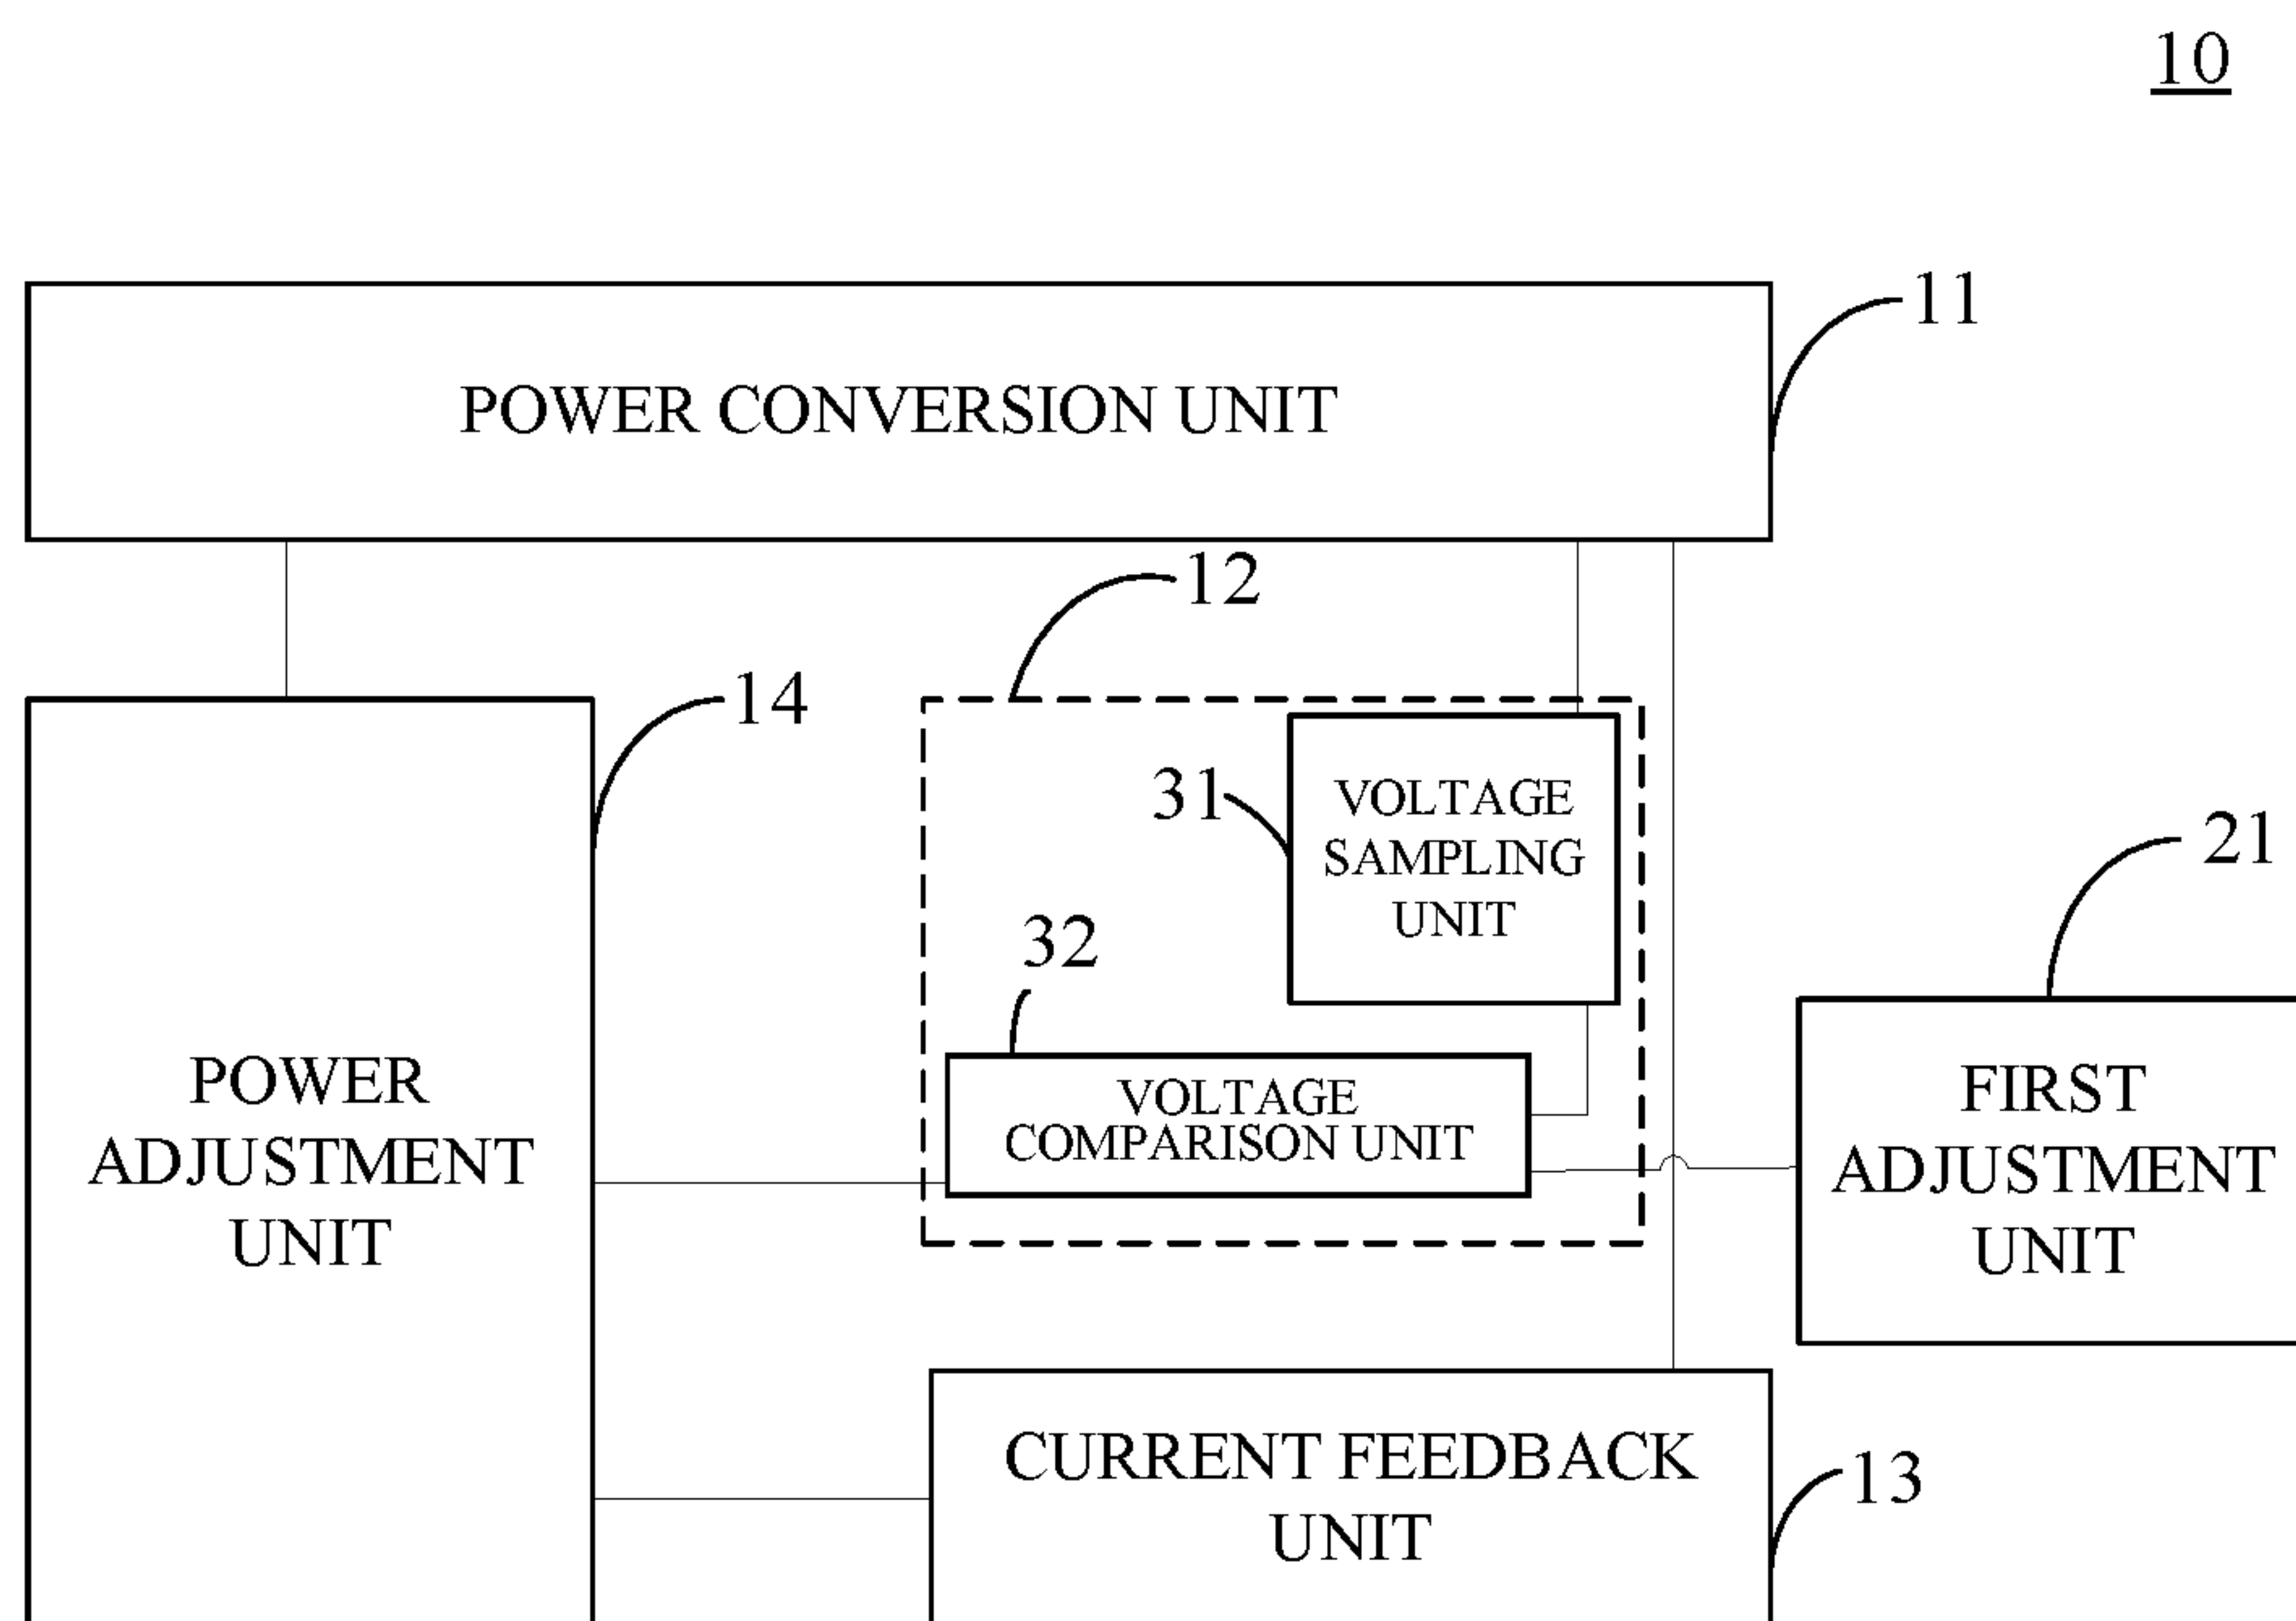 10
11
POWER CONVERSION UNIT
12
14
31
VOLTAGE
SAMPLING
UNIT
21
32
POWER
ADJUSTMENT
UNIT
VOLTAGE
COMPARISON UNIT
FIRST
ADJUSTMENT
UNIT
CURRENT FEEDBACK
UNIT
13